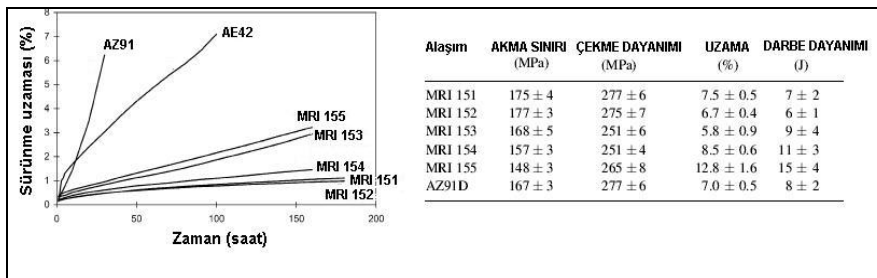 Sürünme uzaması (%)
8
7
6
5
4
3
2
1
0
AZ91
AE42
MRI 155
MRI 153
MRI 154
MRI 151
MRI 152
0 50 100 150 200
Zaman (saat)
Alaşım AKMA SINIRI ÇEKME DAYANIMI UZAMA DARBE DAYANIMI
(MPa) (MPa) (%) (J)
MRI 151 175 ± 4 277 ± 6 7.5 ± 0.5 7 ± 2
MRI 152 177 ± 3 275 ± 7 6.7 ± 0.4 6 ± 1
MRI 153 168 ± 5 251 ± 6 5.8 ± 0.9 9 ± 4
MRI 154 157 ± 3 251 ± 4 8.5 ± 0.6 11 ± 3
MRI 155 148 ± 3 265 ± 8 12.8 ± 1.6 15 ± 4
AZ91D 167 ± 3 277 ± 6 7.0 ± 0.5 8 ± 2